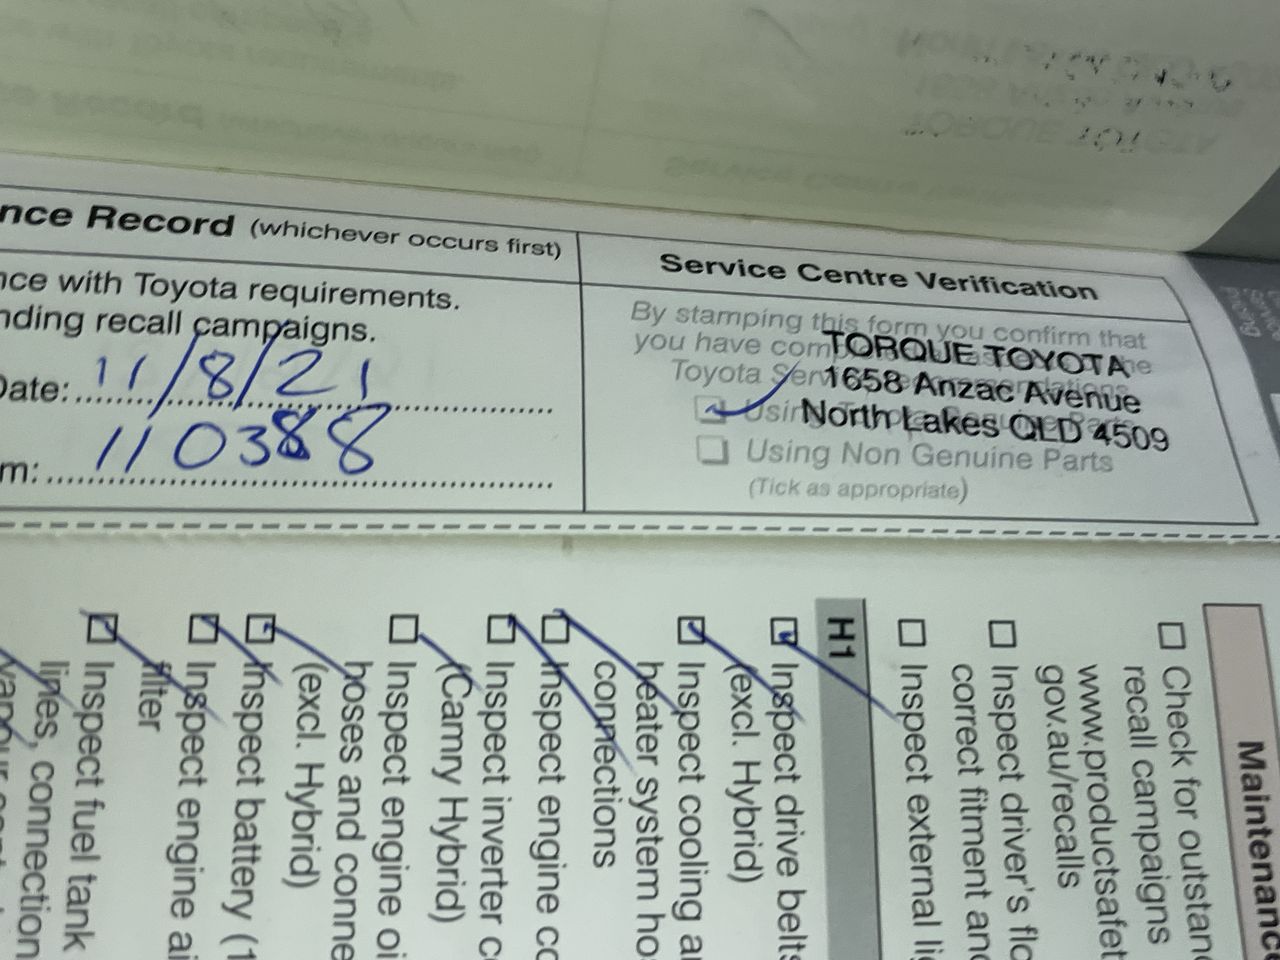 nce Record (whichever occurs first)
nce with Toyota requirements.
nding recall campaigns.
Date: 11/8/21
m: 110388
Service Centre Verification
By stamping this form you confirm that
you have com
Toyota Ser
TORQUE TOYOTA
1658 Anzac Avenue
North Lakes QLD 4509
Using Genuine Parts
Using Non Genuine Parts
(Tick as appropriate)
Maintenance
Check for outstan
recall campaigns
www.productsafet
gov.au/recalls
Inspect driver's flo
correct fitment and
Inspect external li
H1
Inspect drive belts
(excl. Hybrid)
Inspect cooling a
heater system ho
connections
Inspect engine co
Inspect inverter c
(Camry Hybrid)
Inspect engine oi
hoses and conne
(excl. Hybrid)
Inspect battery (1
Inspect engine ai
filter
Inspect fuel tank
lines, connection